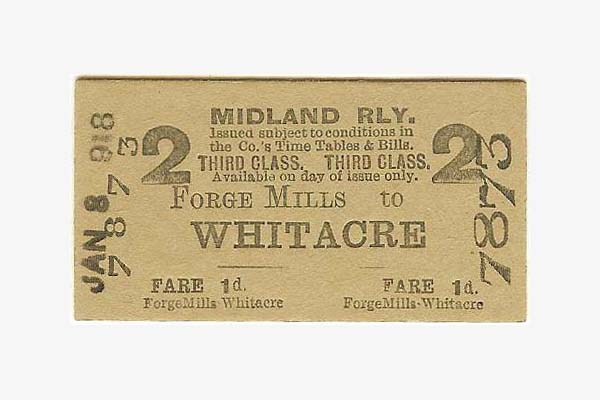 MIDLAND RLY.
Issued subject to conditions in
the Co.'s Time Tables & Bills.
2 THIRD CLASS. THIRD CLASS. 2
Available on day of issue only.
FORGE MILLS to
WHITACRE
FARE 1d. FARE 1d.
ForgeMills-Whitacre ForgeMills-Whitacre
JAN 8 918
7873
7873